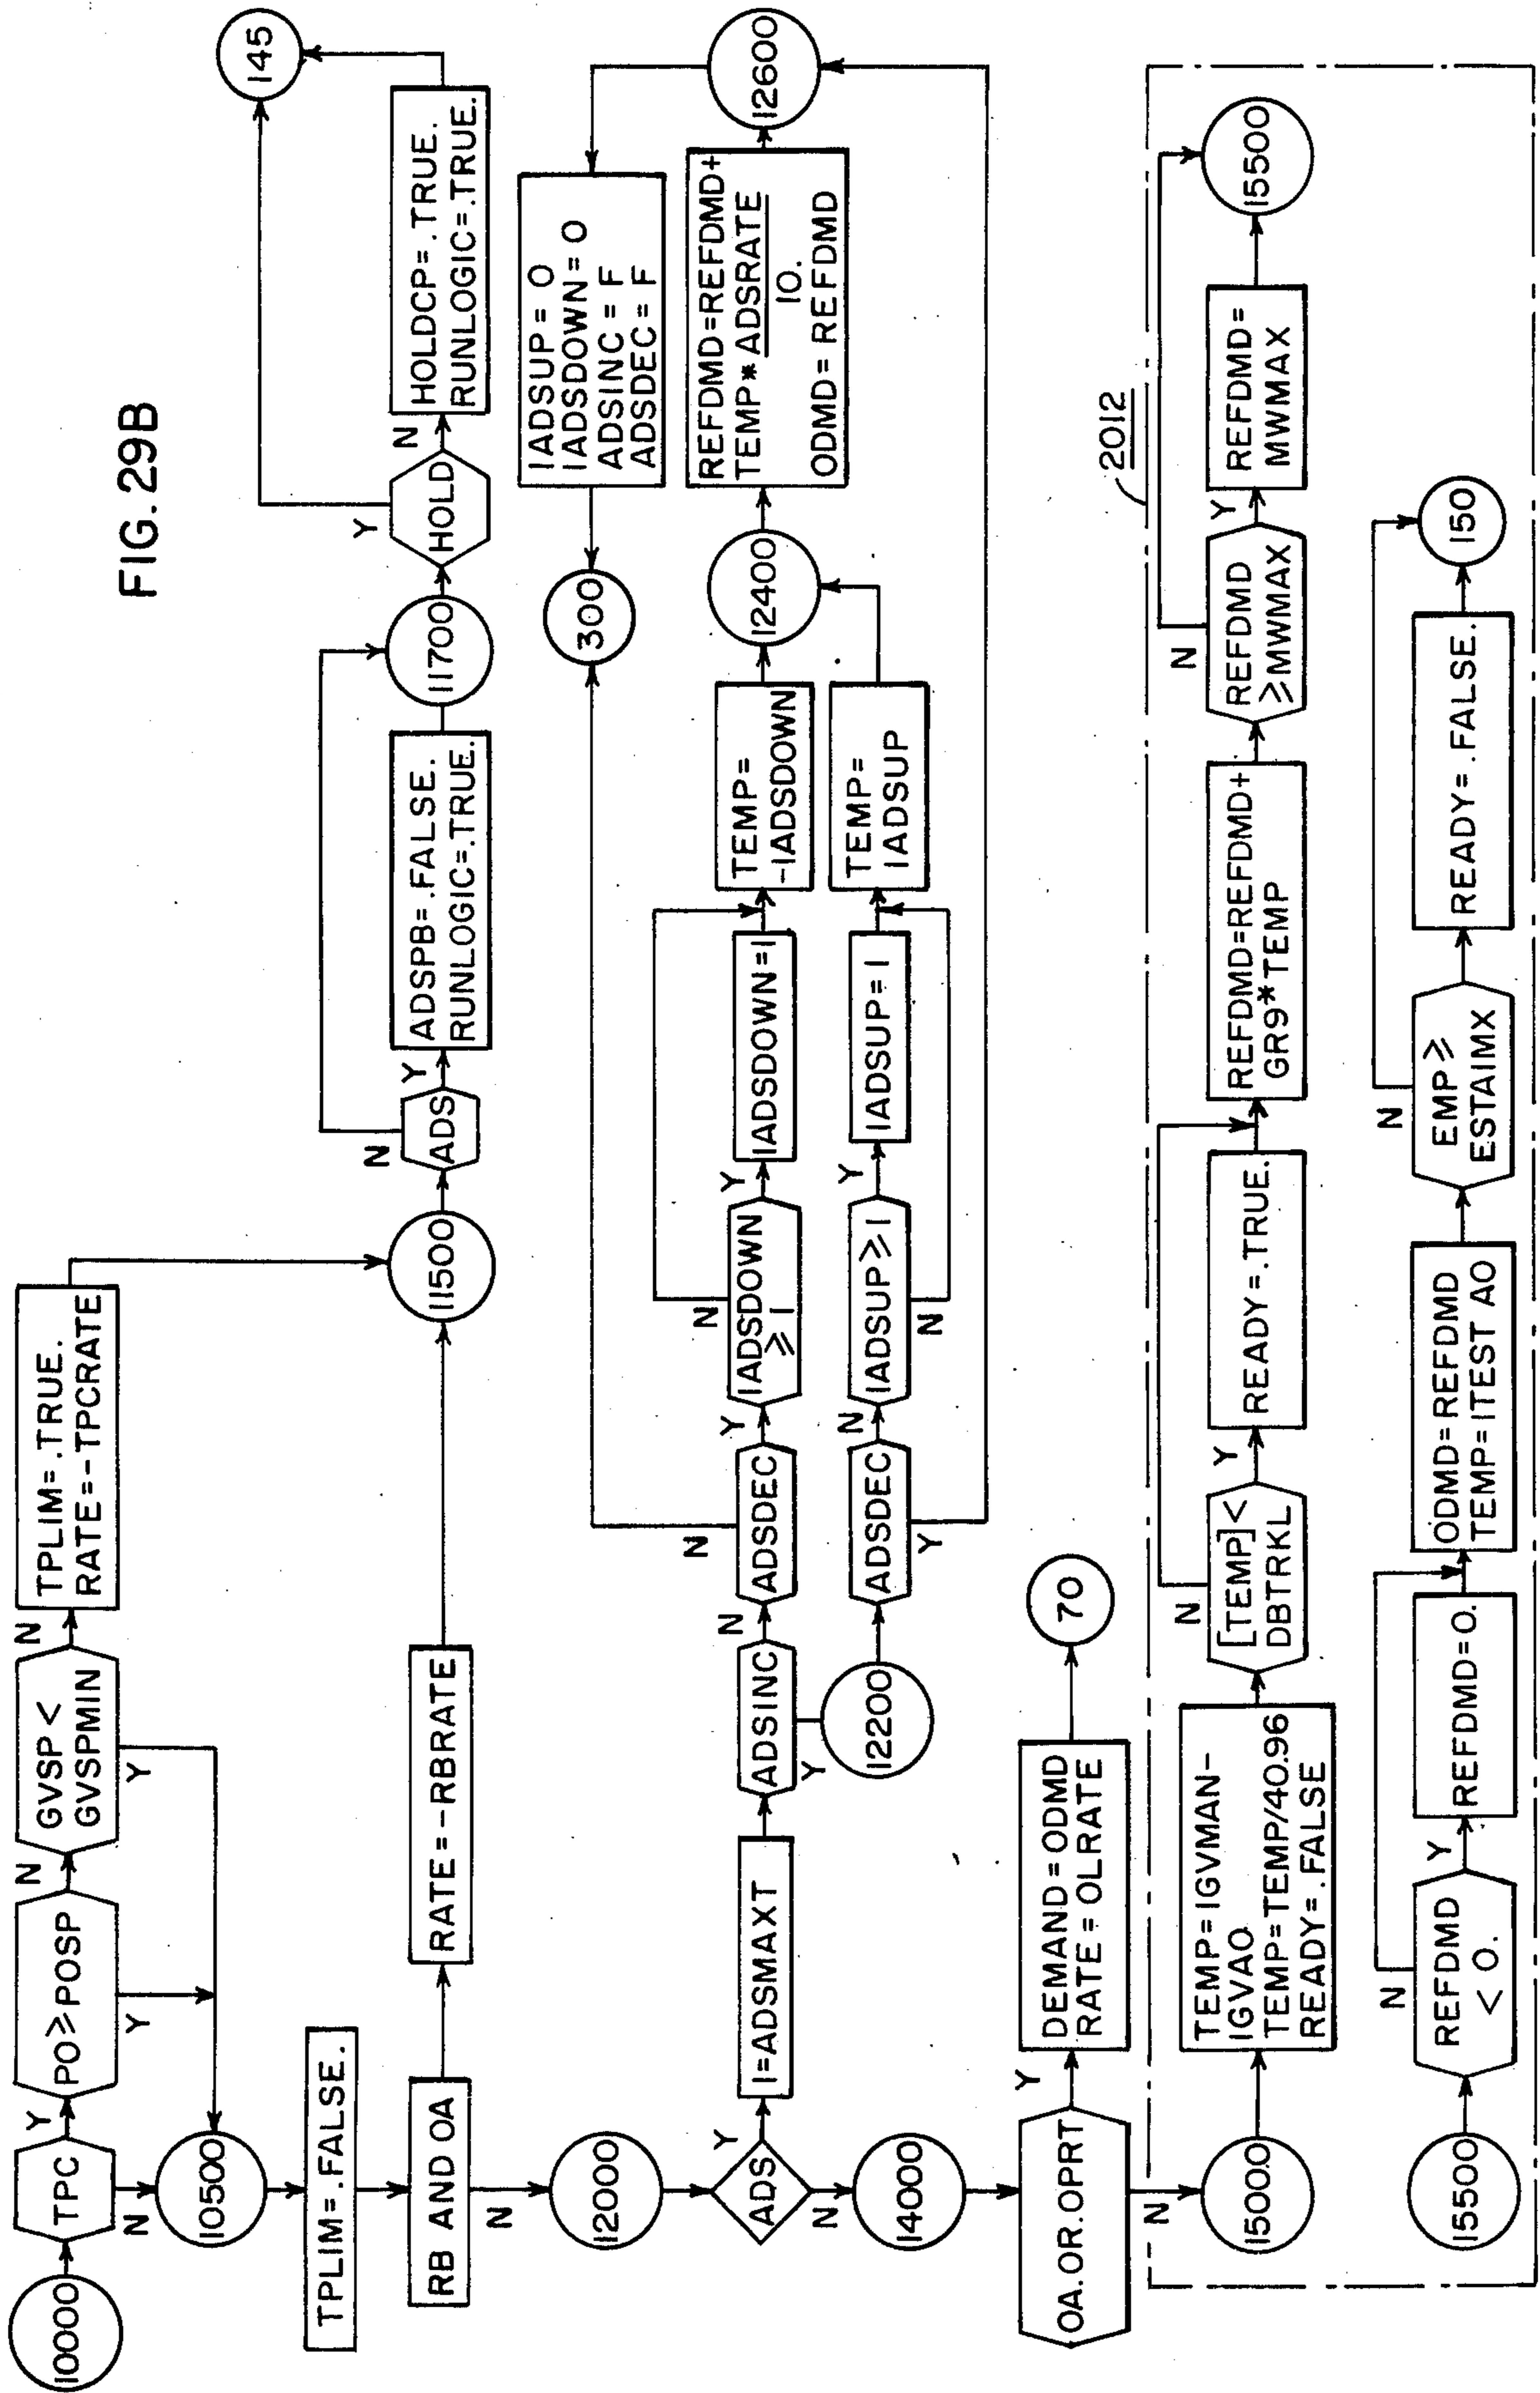 FIG. 29B
10000
TPC
Y
N
PO≥POSP
N
Y
GVSP <
GVSPMIN
N
Y
TPLIM=.TRUE.
RATE=-TPCRATE
10500
TPLIM=.FALSE.
RB AND OA
N
RATE=-RBRATE
11500
ADS
N
Y
ADSPB=.FALSE.
RUNLOGIC=.TRUE.
11700
HOLD
Y
N
HOLDCP=.TRUE.
RUNLOGIC=.TRUE.
145
12000
ADS
Y
N
I=ADSMAXT
ADSINC
N
Y
ADSDEC
N
Y
IADSDOWN
≥1
N
Y
IADSDOWN=1
TEMP=
-IADSDOWN
12400
REFDMD=REFDMD+
TEMP*ADSRATE
10.
ODMD=REFDMD
12600
IADSUP=0
IADSDOWN=0
ADSINC=F
ADSDEC=F
300
12200
ADSDEC
N
Y
IADSUP≥1
Y
N
IADSUP=1
TEMP=
IADSUP
14000
OA.OR.OPRT
Y
N
DEMAND=ODMD
RATE=OLRATE
70
2012
15000
TEMP=IGVMAN-
IGVAO
TEMP=TEMP/40.96
READY=.FALSE
[TEMP]<
DBTRKL
N
Y
READY=.TRUE.
REFDMD=REFDMD+
GR9*TEMP
REFDMD
≥MWMAX
N
Y
REFDMD=
MWMAX
15500
15500
REFDMD
<0.
N
Y
REFDMD=0.
ODMD=REFDMD
TEMP=ITEST AO
EMP≥
ESTAIMX
N
READY=.FALSE.
150